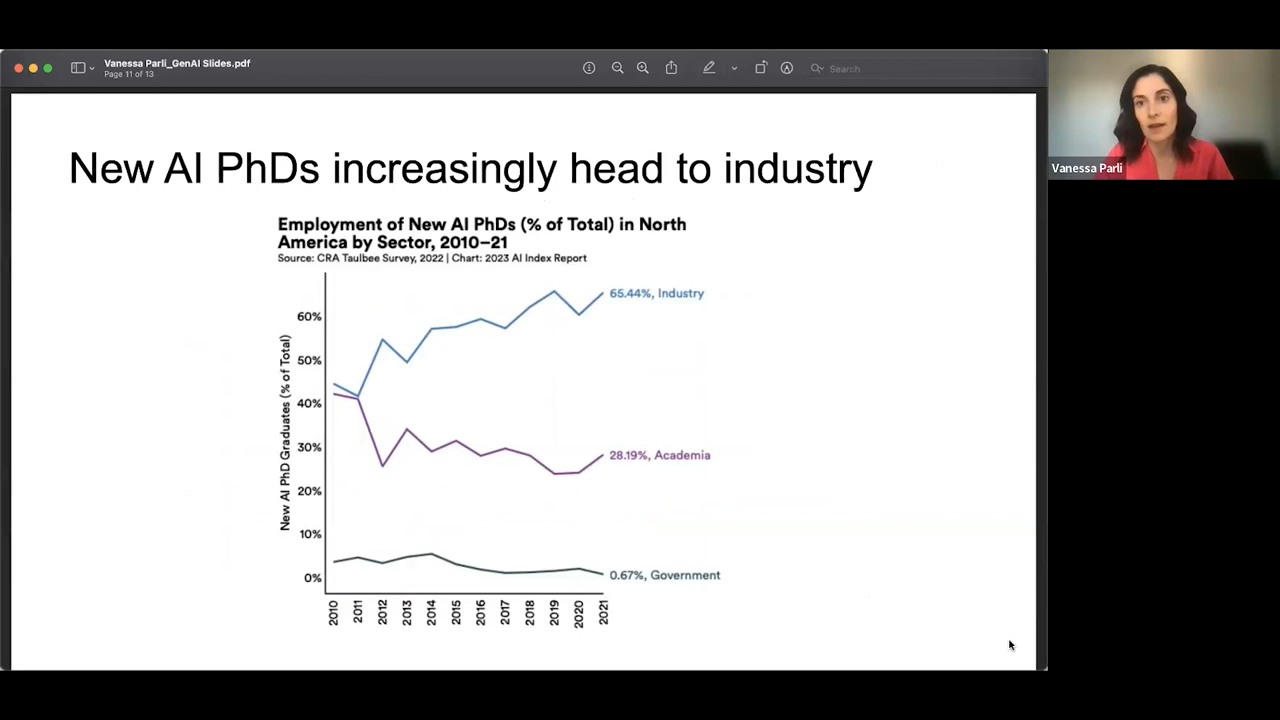 Vanessa Parli_GenAI Slides.pdf
Page 11 of 13
Search
Vanessa Parli
New AI PhDs increasingly head to industry
Employment of New AI PhDs (% of Total) in North
America by Sector, 2010–21
Source: CRA Taulbee Survey, 2022 | Chart: 2023 AI Index Report
New AI PhD Graduates (% of Total)
60%
50%
40%
30%
20%
10%
0%
65.44%, Industry
28.19%, Academia
0.67%, Government
2010
2011
2012
2013
2014
2015
2016
2017
2018
2019
2020
2021